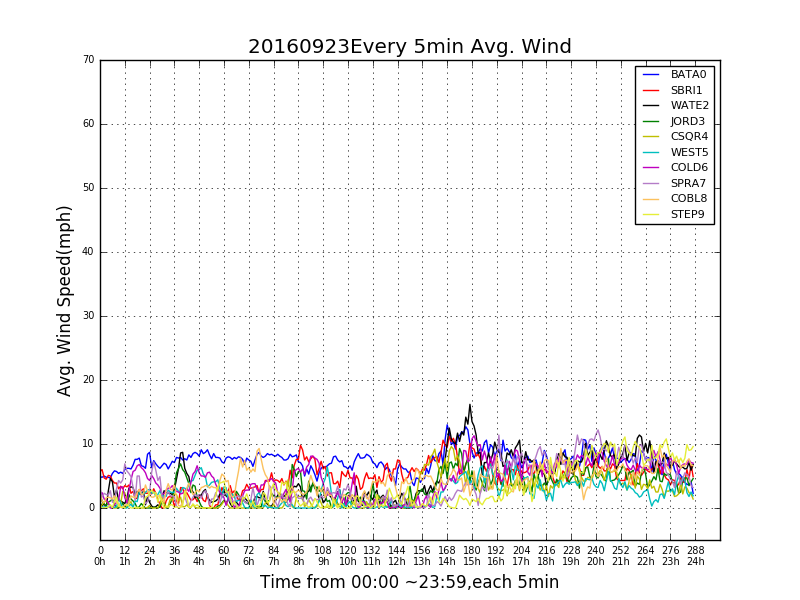 20160923Every 5min Avg. Wind
70
60
50
40
30
20
10
0
Avg. Wind Speed(mph)
BATA0
SBRI1
WATE2
JORD3
CSQR4
WEST5
COLD6
SPRA7
COBL8
STEP9
0 12 24 36 48 60 72 84 96 108 120 132 144 156 168 180 192 204 216 228 240 252 264 276 288
0h 1h 2h 3h 4h 5h 6h 7h 8h 9h 10h 11h 12h 13h 14h 15h 16h 17h 18h 19h 20h 21h 22h 23h 24h
Time from 00:00 ~23:59,each 5min